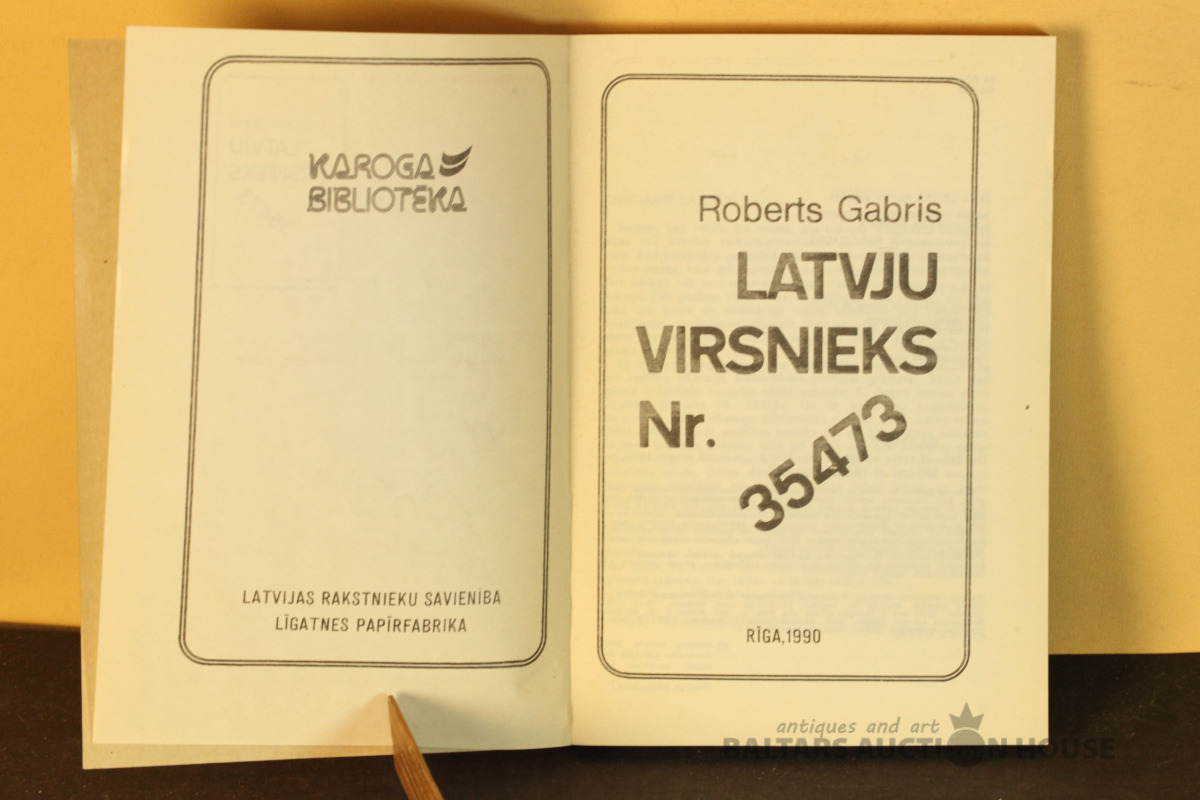 KAROGA
BIBLIOTĒKA
LATVIJAS RAKSTNIEKU SAVIENĪBA
LĪGATNES PAPĪRFABRIKA
Roberts Gabris
LATVJU
VIRSNIEKS
Nr.
35473
RĪGA,1990
antiques and art
BALTARS AUCTION HOUSE